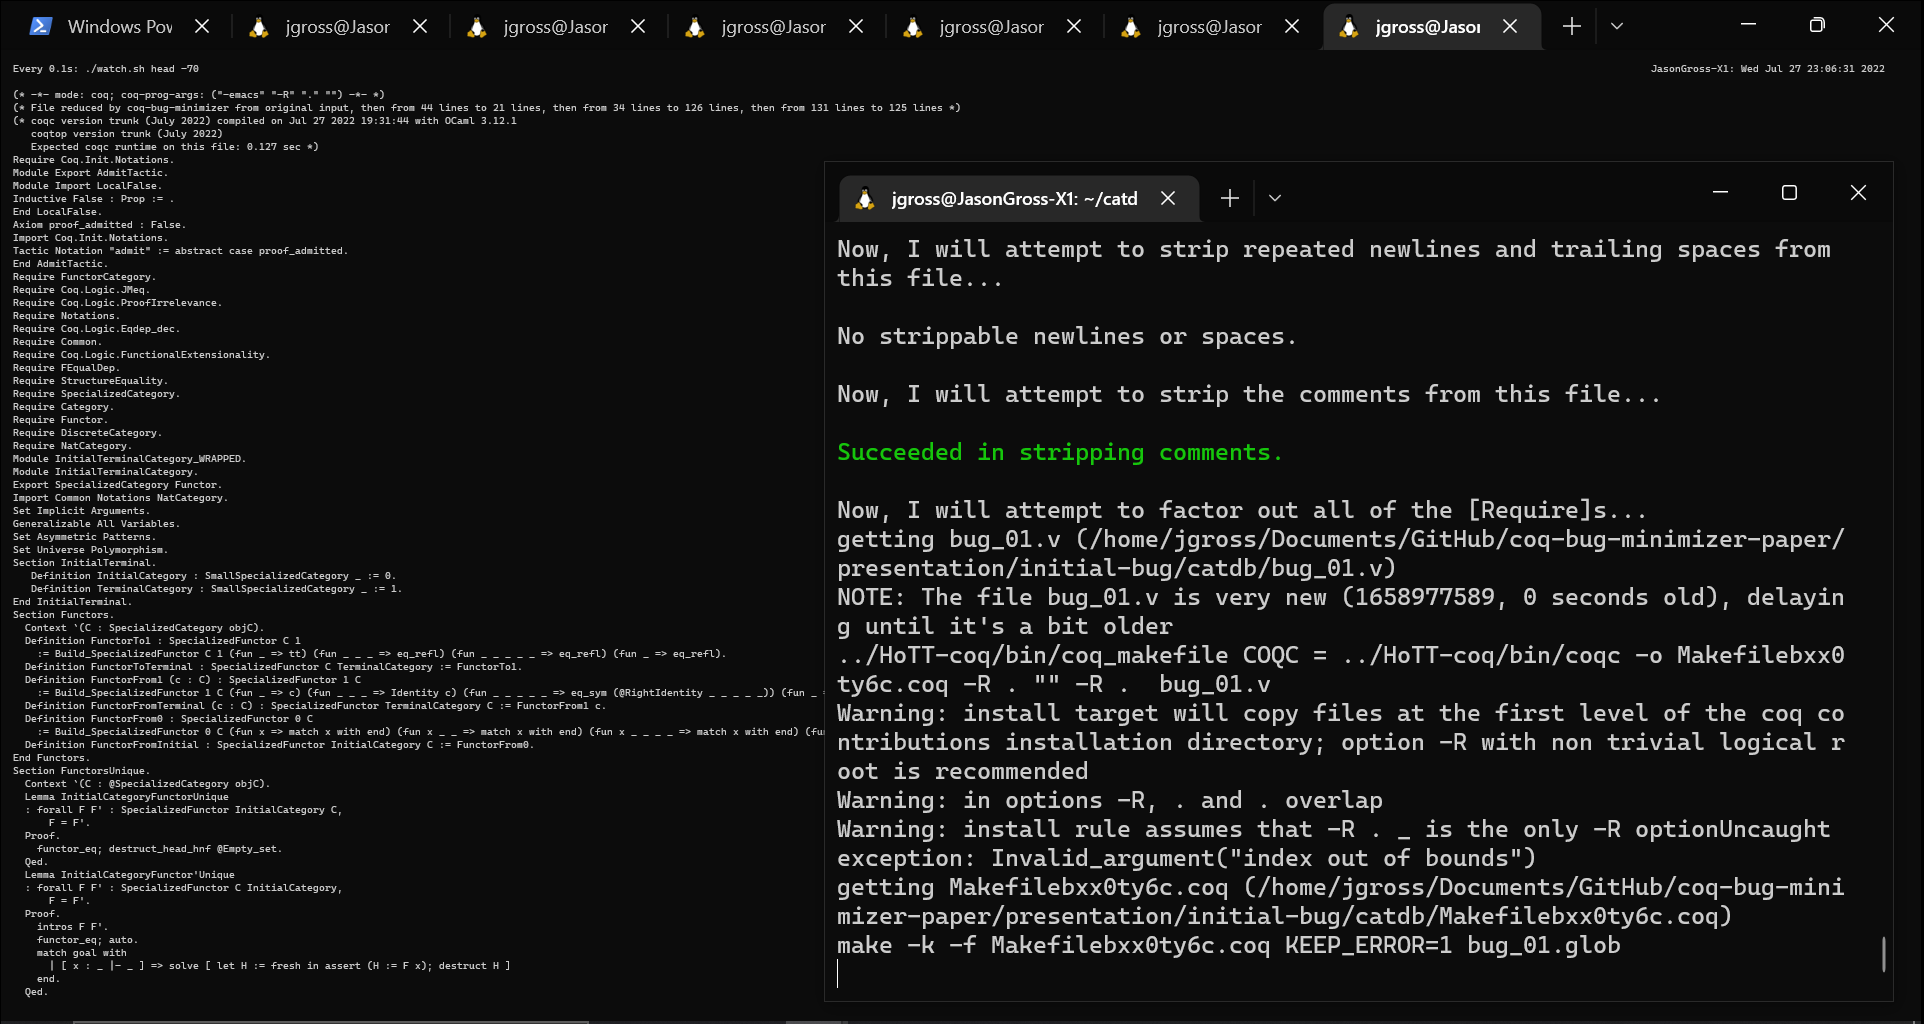 Windows Pow
jgross@Jasor
jgross@Jasor
jgross@Jasor
jgross@Jasor
jgross@Jasor
jgross@Jasor
Every 0.1s: ./watch.sh head -70
JasonGross-X1: Wed Jul 27 23:06:31 2022
(* -*- mode: coq; coq-prog-args: ("-emacs" "-R" "." "") -*- *)
(* File reduced by coq-bug-minimizer from original input, then from 44 lines to 21 lines, then from 34 lines to 126 lines, then from 131 lines to 125 lines *)
(* coqc version trunk (July 2022) compiled on Jul 27 2022 19:31:44 with OCaml 3.12.1
   coqtop version trunk (July 2022)
   Expected coqc runtime on this file: 0.127 sec *)
Require Coq.Init.Notations.
Module Export AdmitTactic.
Module Import LocalFalse.
Inductive False : Prop := .
End LocalFalse.
Axiom proof_admitted : False.
Import Coq.Init.Notations.
Tactic Notation "admit" := abstract case proof_admitted.
End AdmitTactic.
Require FunctorCategory.
Require Coq.Logic.JMeq.
Require Coq.Logic.ProofIrrelevance.
Require Notations.
Require Coq.Logic.Eqdep_dec.
Require Common.
Require Coq.Logic.FunctionalExtensionality.
Require FEqualDep.
Require StructureEquality.
Require SpecializedCategory.
Require Category.
Require Functor.
Require DiscreteCategory.
Require NatCategory.
Module InitialTerminalCategory_WRAPPED.
Module InitialTerminalCategory.
Export SpecializedCategory Functor.
Import Common Notations NatCategory.
Set Implicit Arguments.
Generalizable All Variables.
Set Asymmetric Patterns.
Set Universe Polymorphism.
Section InitialTerminal.
   Definition InitialCategory : SmallSpecializedCategory _ := 0.
   Definition TerminalCategory : SmallSpecializedCategory _ := 1.
End InitialTerminal.
Section Functors.
  Context `(C : SpecializedCategory objC).
  Definition FunctorTo1 : SpecializedFunctor C 1
    := Build_SpecializedFunctor C 1 (fun _ => tt) (fun _ _ _ => eq_refl) (fun _ _ _ _ _ => eq_refl) (fun _ => eq_refl).
  Definition FunctorToTerminal : SpecializedFunctor C TerminalCategory := FunctorTo1.
  Definition FunctorFrom1 (c : C) : SpecializedFunctor 1 C
    := Build_SpecializedFunctor 1 C (fun _ => c) (fun _ _ _ => Identity c) (fun _ _ _ _ _ => eq_sym (@RightIdentity _ _ _ _ _)) (fun _ =
  Definition FunctorFromTerminal (c : C) : SpecializedFunctor TerminalCategory C := FunctorFrom1 c.
  Definition FunctorFrom0 : SpecializedFunctor 0 C
    := Build_SpecializedFunctor 0 C (fun x => match x with end) (fun x _ _ => match x with end) (fun x _ _ _ _ => match x with end) (fu
  Definition FunctorFromInitial : SpecializedFunctor InitialCategory C := FunctorFrom0.
End Functors.
Section FunctorsUnique.
  Context `(C : @SpecializedCategory objC).
  Lemma InitialCategoryFunctorUnique
  : forall F F' : SpecializedFunctor InitialCategory C,
      F = F'.
  Proof.
    functor_eq; destruct_head_hnf @Empty_set.
  Qed.
  Lemma InitialCategoryFunctor'Unique
  : forall F F' : SpecializedFunctor C InitialCategory,
      F = F'.
  Proof.
    intros F F'.
    functor_eq; auto.
    match goal with
      | [ x : _ |- _ ] => solve [ let H := fresh in assert (H := F x); destruct H ]
    end.
  Qed.
jgross@JasonGross-X1: ~/catd
Now, I will attempt to strip repeated newlines and trailing spaces from
this file...
No strippable newlines or spaces.
Now, I will attempt to strip the comments from this file...
Succeeded in stripping comments.
Now, I will attempt to factor out all of the [Require]s...
getting bug_01.v (/home/jgross/Documents/GitHub/coq-bug-minimizer-paper/
presentation/initial-bug/catdb/bug_01.v)
NOTE: The file bug_01.v is very new (1658977589, 0 seconds old), delayin
g until it's a bit older
../HoTT-coq/bin/coq_makefile COQC = ../HoTT-coq/bin/coqc -o Makefilebxx0
ty6c.coq -R . "" -R .  bug_01.v
Warning: install target will copy files at the first level of the coq co
ntributions installation directory; option -R with non trivial logical r
oot is recommended
Warning: in options -R, . and . overlap
Warning: install rule assumes that -R . _ is the only -R optionUncaught
exception: Invalid_argument("index out of bounds")
getting Makefilebxx0ty6c.coq (/home/jgross/Documents/GitHub/coq-bug-mini
mizer-paper/presentation/initial-bug/catdb/Makefilebxx0ty6c.coq)
make -k -f Makefilebxx0ty6c.coq KEEP_ERROR=1 bug_01.glob